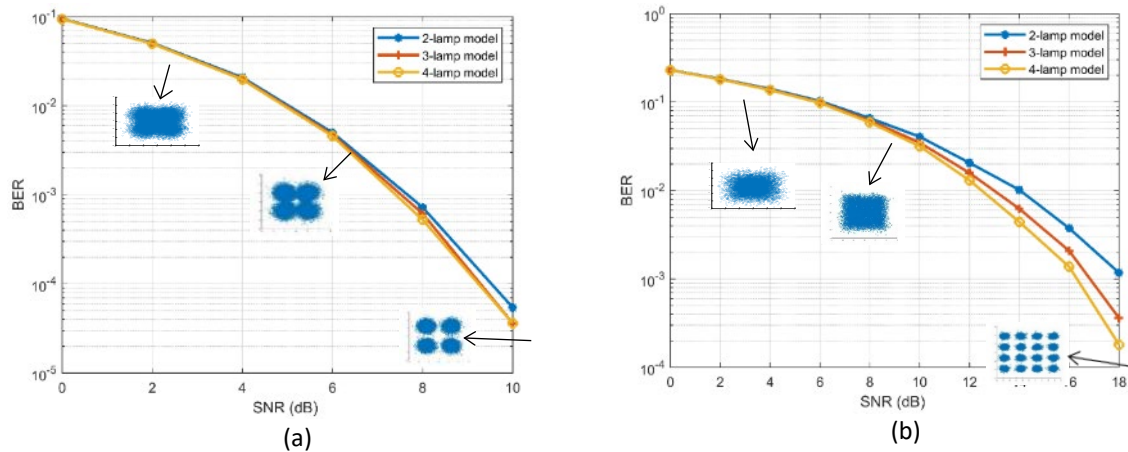 10^-1
10^-2
10^-3
10^-4
10^-5
BER
2-lamp model
3-lamp model
4-lamp model
0 2 4 6 8 10
SNR (dB)
(a)
10^0
10^-1
10^-2
10^-3
10^-4
BER
2-lamp model
3-lamp model
4-lamp model
0 2 4 6 8 10 12 6 18
SNR (dB)
(b)